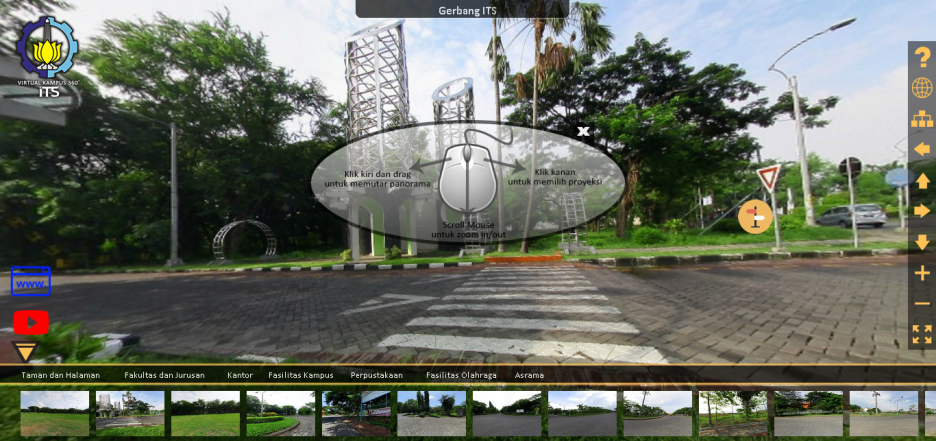 Gerbang ITS
VIRTUAL KAMPUS 360°
iTS
x
Klik kiri dan drag
untuk memutar panorama
Klik kanan
untuk memilih proyeksi
Scroll Mouse
untuk zoom in/out
?
www.
Taman dan Halaman
Fakultas dan Jurusan
Kantor
Fasilitas Kampus
Perpustakaan
Fasilitas Olahraga
Asrama